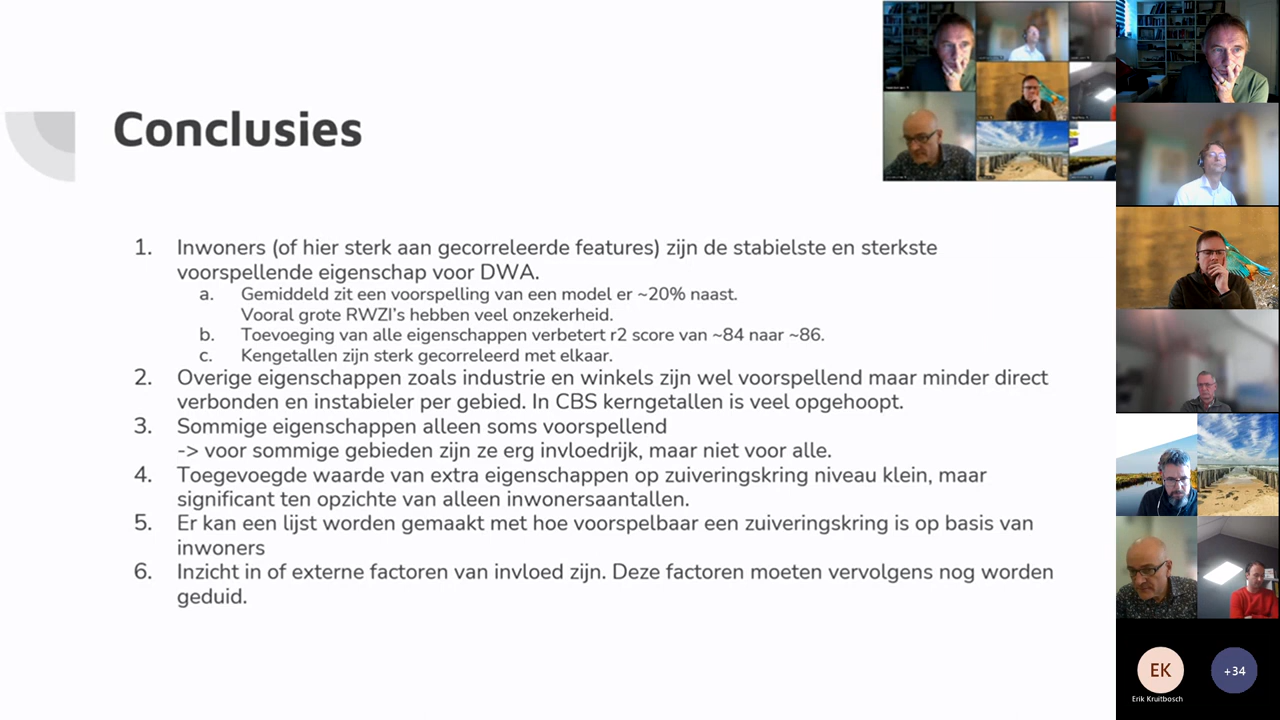 Conclusies
1. Inwoners (of hier sterk aan gecorreleerde features) zijn de stabielste en sterkste
voorspellende eigenschap voor DWA.
a. Gemiddeld zit een voorspelling van een model er ~20% naast.
Vooral grote RWZI's hebben veel onzekerheid.
b. Toevoeging van alle eigenschappen verbetert r2 score van ~84 naar ~86.
c. Kengetallen zijn sterk gecorreleerd met elkaar.
2. Overige eigenschappen zoals industrie en winkels zijn wel voorspellend maar minder direct
verbonden en instabieler per gebied. In CBS kerngetallen is veel opgehoopt.
3. Sommige eigenschappen alleen soms voorspellend
-> voor sommige gebieden zijn ze erg invloedrijk, maar niet voor alle.
4. Toegevoegde waarde van extra eigenschappen op zuiveringskring niveau klein, maar
significant ten opzichte van alleen inwonersaantallen.
5. Er kan een lijst worden gemaakt met hoe voorspelbaar een zuiveringskring is op basis van
inwoners
6. Inzicht in of externe factoren van invloed zijn. Deze factoren moeten vervolgens nog worden
geduid.
EK
+34
Erik Kruitbosch